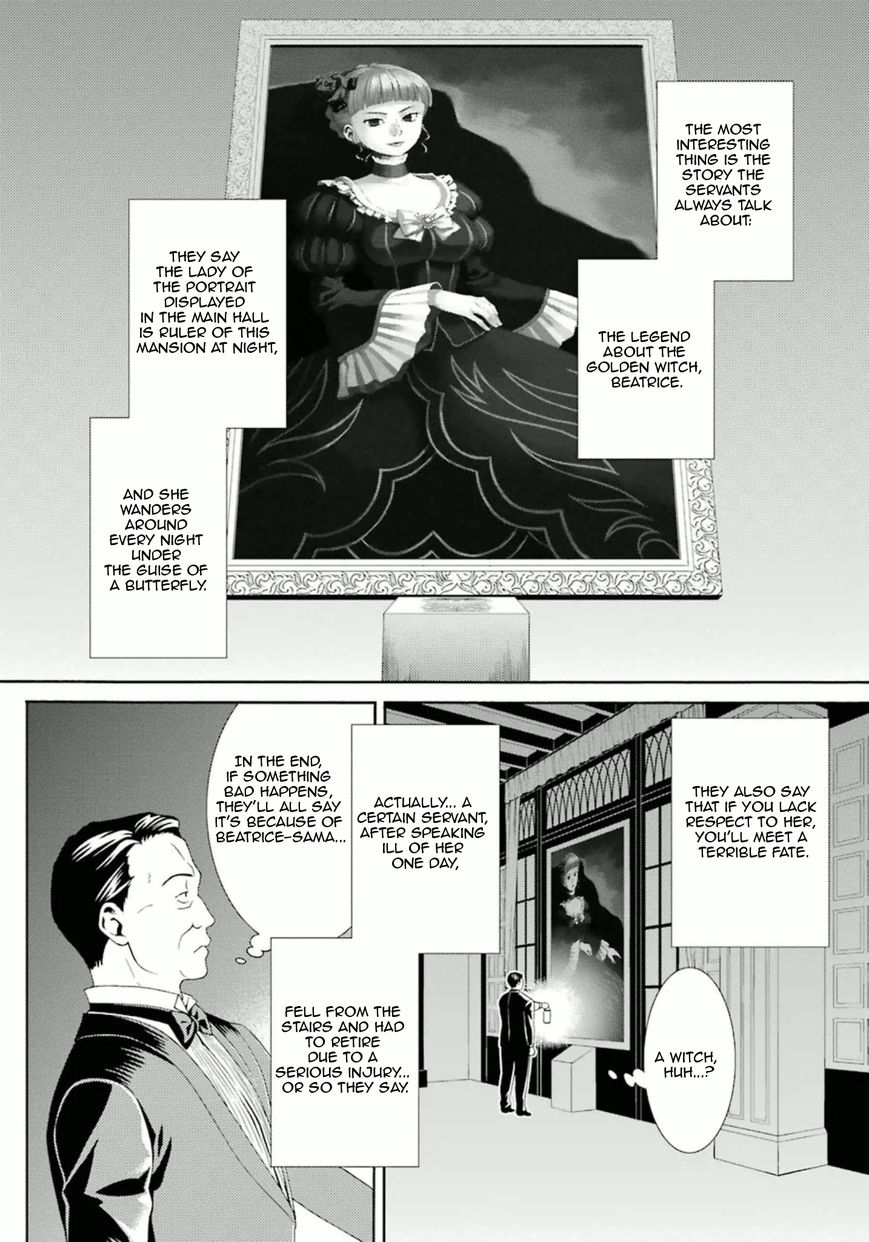 THE MOST
INTERESTING
THING IS THE
STORY THE
SERVANTS
ALWAYS TALK
ABOUT:
THE LEGEND
ABOUT THE
GOLDEN WITCH,
BEATRICE.
THEY SAY
THE LADY OF
THE PORTRAIT
DISPLAYED
IN THE MAIN HALL
IS RULER OF THIS
MANSION AT NIGHT,
AND SHE
WANDERS
AROUND
EVERY NIGHT
UNDER
THE GUISE OF
A BUTTERFLY.
THEY ALSO SAY
THAT IF YOU LACK
RESPECT TO HER,
YOU'LL MEET A
TERRIBLE FATE.
A WITCH,
HUH...?
ACTUALLY... A
CERTAIN SERVANT,
AFTER SPEAKING
ILL OF HER
ONE DAY,
FELL FROM THE
STAIRS AND HAD
TO RETIRE
DUE TO A
SERIOUS INJURY...
OR SO THEY SAY.
IN THE END,
IF SOMETHING
BAD HAPPENS,
THEY'LL ALL SAY
IT'S BECAUSE OF
BEATRICE-SAMA...